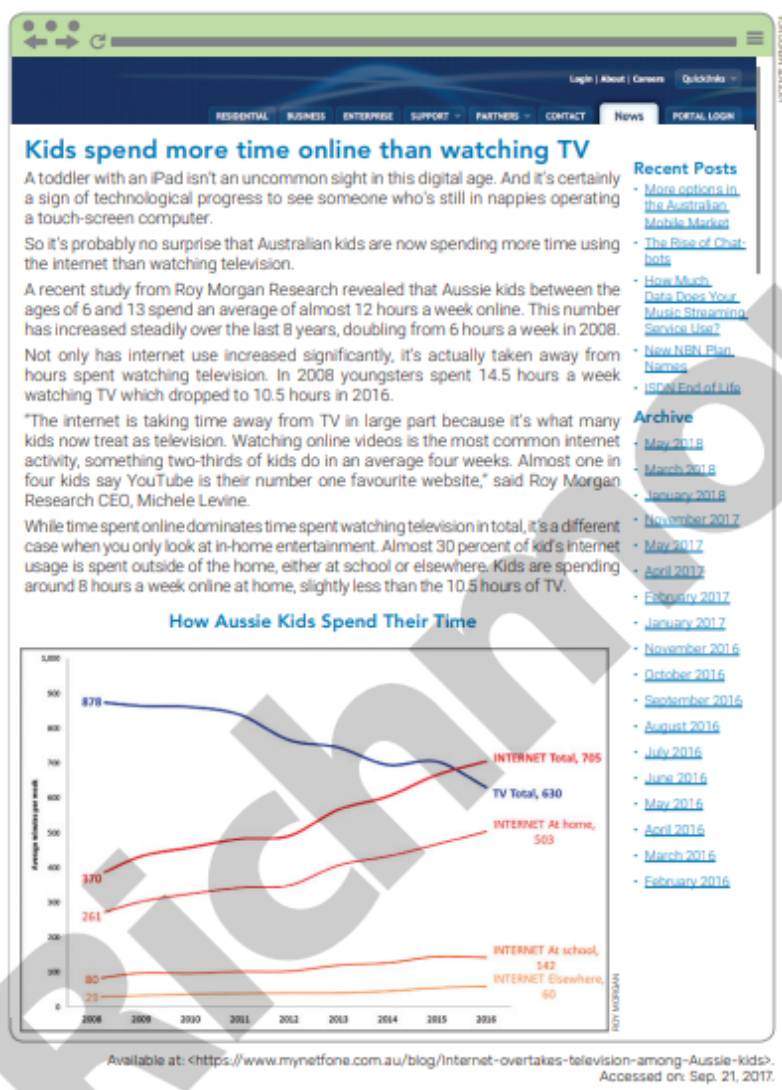 Login | About | Careers Quicklinks
RESIDENTIAL BUSINESS ENTERPRISE SUPPORT PARTNERS CONTACT News PORTAL LOGIN
Kids spend more time online than watching TV
A toddler with an iPad isn't an uncommon sight in this digital age. And it's certainly
a sign of technological progress to see someone who's still in nappies operating
a touch-screen computer.
So it's probably no surprise that Australian kids are now spending more time using
the internet than watching television.
A recent study from Roy Morgan Research revealed that Aussie kids between the
ages of 6 and 13 spend an average of almost 12 hours a week online. This number
has increased steadily over the last 8 years, doubling from 6 hours a week in 2008.
Not only has internet use increased significantly, it's actually taken away from
hours spent watching television. In 2008 youngsters spent 14.5 hours a week
watching TV which dropped to 10.5 hours in 2016.
"The internet is taking time away from TV in large part because it's what many
kids now treat as television. Watching online videos is the most common internet
activity, something two-thirds of kids do in an average four weeks. Almost one in
four kids say YouTube is their number one favourite website," said Roy Morgan
Research CEO, Michele Levine.
While time spent online dominates time spent watching television in total, it's a different
case when you only look at in-home entertainment. Almost 30 percent of kid's internet
usage is spent outside of the home, either at school or elsewhere. Kids are spending
around 8 hours a week online at home, slightly less than the 10.5 hours of TV.
Recent Posts
More options in
the Australian
Mobile Market
The Rise of Chat-
bots
How Much
Data Does Your
Music Streaming
Service Use?
New NBN Plan
Names
ISDN End of Life
Archive
May 2018
March 2018
January 2018
November 2017
May 2017
April 2017
February 2017
January 2017
November 2016
October 2016
September 2016
August 2016
July 2016
June 2016
May 2016
April 2016
March 2016
February 2016
How Aussie Kids Spend Their Time
Average minutes per week
1,000
900
800
700
600
500
400
300
200
100
0
878
370
261
80
29
INTERNET Total, 705
TV Total, 630
INTERNET At home,
503
INTERNET At school,
142
INTERNET Elsewhere,
60
2008 2009 2010 2011 2012 2013 2014 2015 2016
ROY MORGAN
Available at: <https://www.mynetfone.com.au/blog/Internet-overtakes-television-among-Aussie-kids>.
Accessed on: Sep. 21, 2017.
Richmo